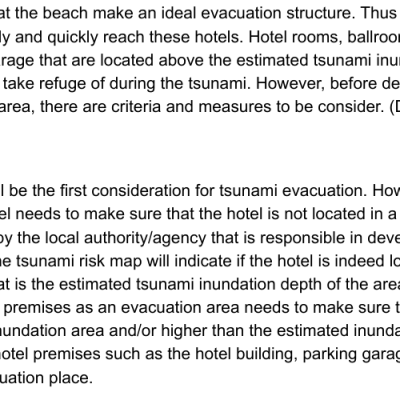 at the beach make an ideal evacuation structure. Thus
ly and quickly reach these hotels. Hotel rooms, ballroo
rage that are located above the estimated tsunami inu
take refuge of during the tsunami. However, before de
area, there are criteria and measures to be consider. (D
l be the first consideration for tsunami evacuation. Ho
el needs to make sure that the hotel is not located in a
by the local authority/agency that is responsible in deve
e tsunami risk map will indicate if the hotel is indeed lo
at is the estimated tsunami inundation depth of the are
premises as an evacuation area needs to make sure t
nundation area and/or higher than the estimated inunda
hotel premises such as the hotel building, parking garag
uation place.